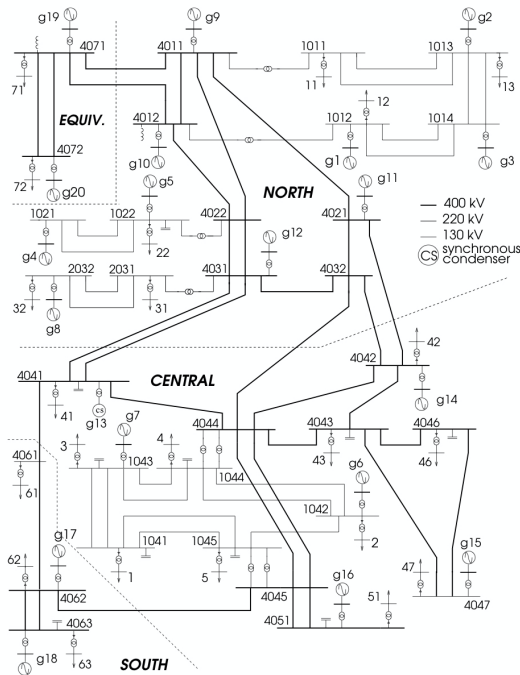 g19
g9
g2
4071
4011
1011
1013
71
11
13
EQUIV.
4012
12
1012
1014
4072
g10
g1
g3
72
g20
g5
NORTH
g11
400 kV
220 kV
130 kV
CS synchronous
condenser
1021
1022
4022
4021
g4
22
g12
2032
2031
4031
4032
32
g8
31
42
4042
CENTRAL
4041
41
cs
g13
g7
g14
4044
4043
4046
3
4
43
46
4061
1043
1044
g6
61
1042
1041
1045
2
g17
62
1
5
47
g15
g16
51
4062
4045
4047
4063
4051
g18
63
SOUTH